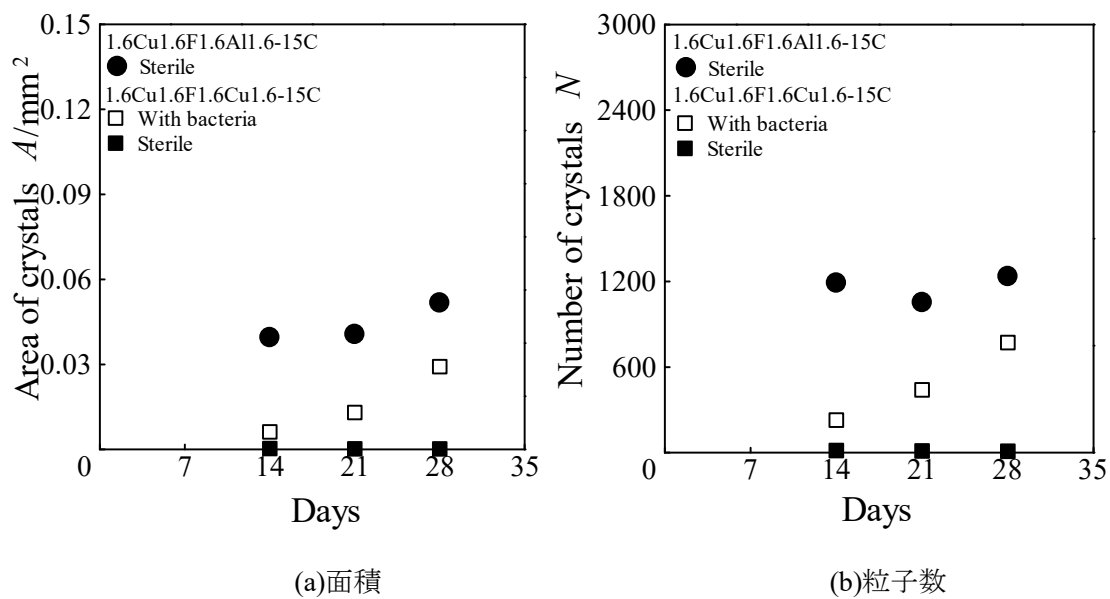 0.15
0.12
0.09
0.06
0.03
0
7
14
21
28
35
Area of crystals A/mm²
Days
1.6Cu1.6F1.6Al1.6-15C
Sterile
1.6Cu1.6F1.6Cu1.6-15C
With bacteria
Sterile
(a)面積
3000
2400
1800
1200
600
0
7
14
21
28
35
Number of crystals N
Days
1.6Cu1.6F1.6Al1.6-15C
Sterile
1.6Cu1.6F1.6Cu1.6-15C
With bacteria
Sterile
(b)粒子数